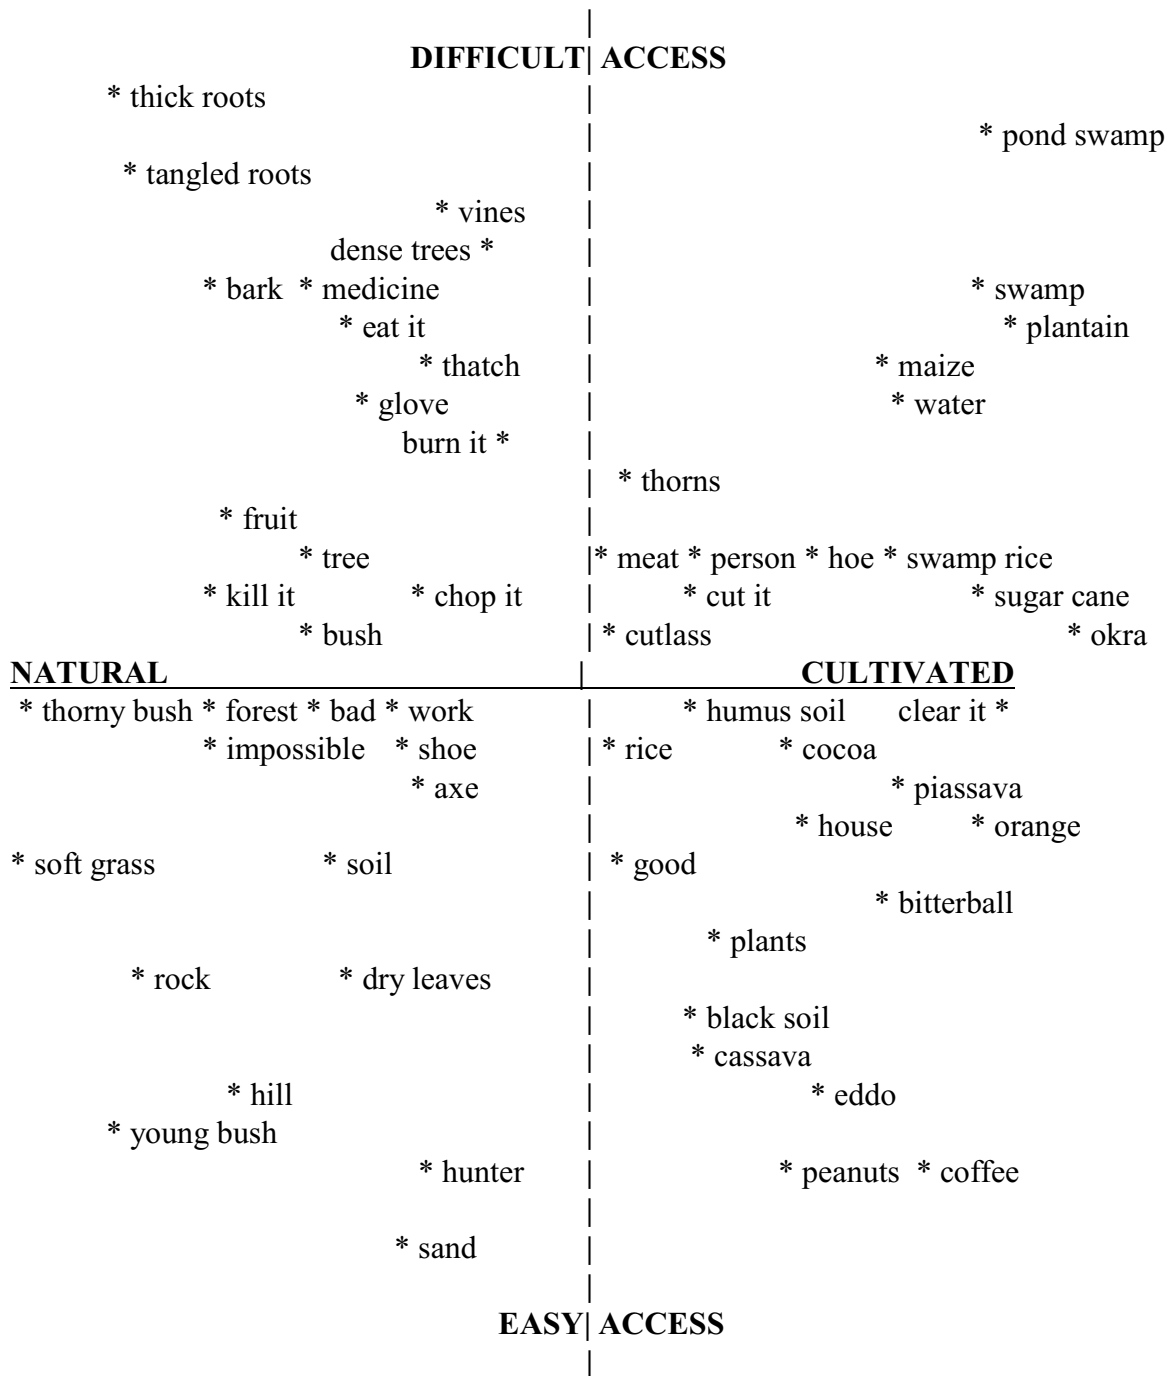 |
DIFFICULT| ACCESS
* thick roots |
| * pond swamp
* tangled roots |
* vines |
dense trees * |
* bark * medicine | * swamp
* eat it | * plantain
* thatch | * maize
* glove | * water
burn it * |
| * thorns
* fruit |
* tree |* meat * person * hoe * swamp rice
* kill it * chop it | * cut it * sugar cane
* bush | * cutlass * okra
NATURAL | CULTIVATED
* thorny bush * forest * bad * work | * humus soil clear it *
* impossible * shoe | * rice * cocoa
* axe | * piassava
| * house * orange
* soft grass * soil | * good
| * bitterball
| * plants
* rock * dry leaves |
| * black soil
| * cassava
* hill | * eddo
* young bush |
* hunter | * peanuts * coffee
|
* sand |
|
EASY| ACCESS
|